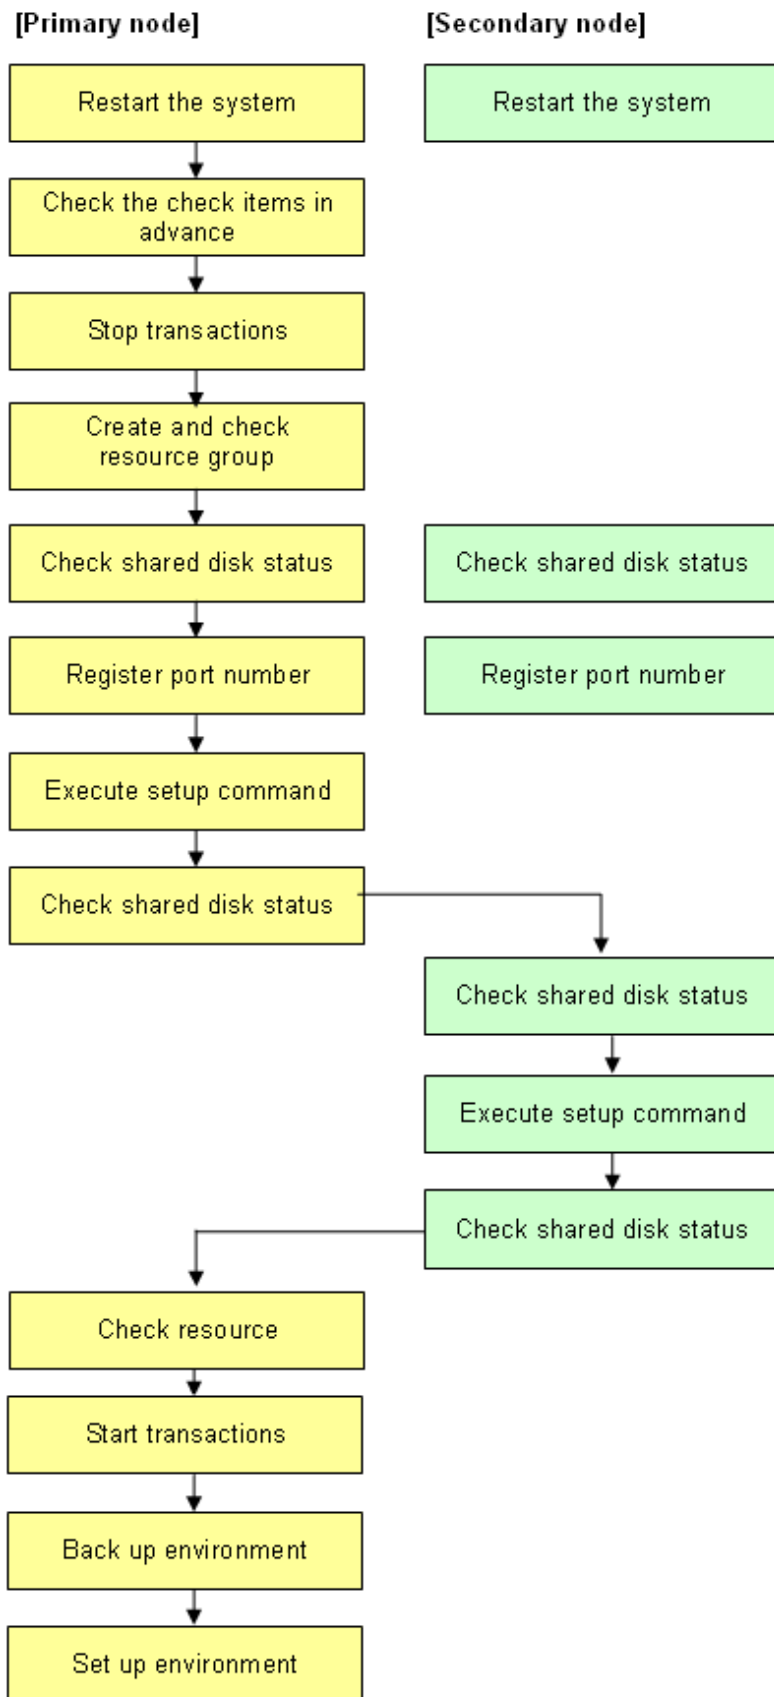 [Primary node]
[Secondary node]
Restart the system
Restart the system
Check the check items in
advance
Stop transactions
Create and check
resource group
Check shared disk status
Check shared disk status
Register port number
Register port number
Execute setup command
Check shared disk status
Check shared disk status
Execute setup command
Check shared disk status
Check resource
Start transactions
Back up environment
Set up environment